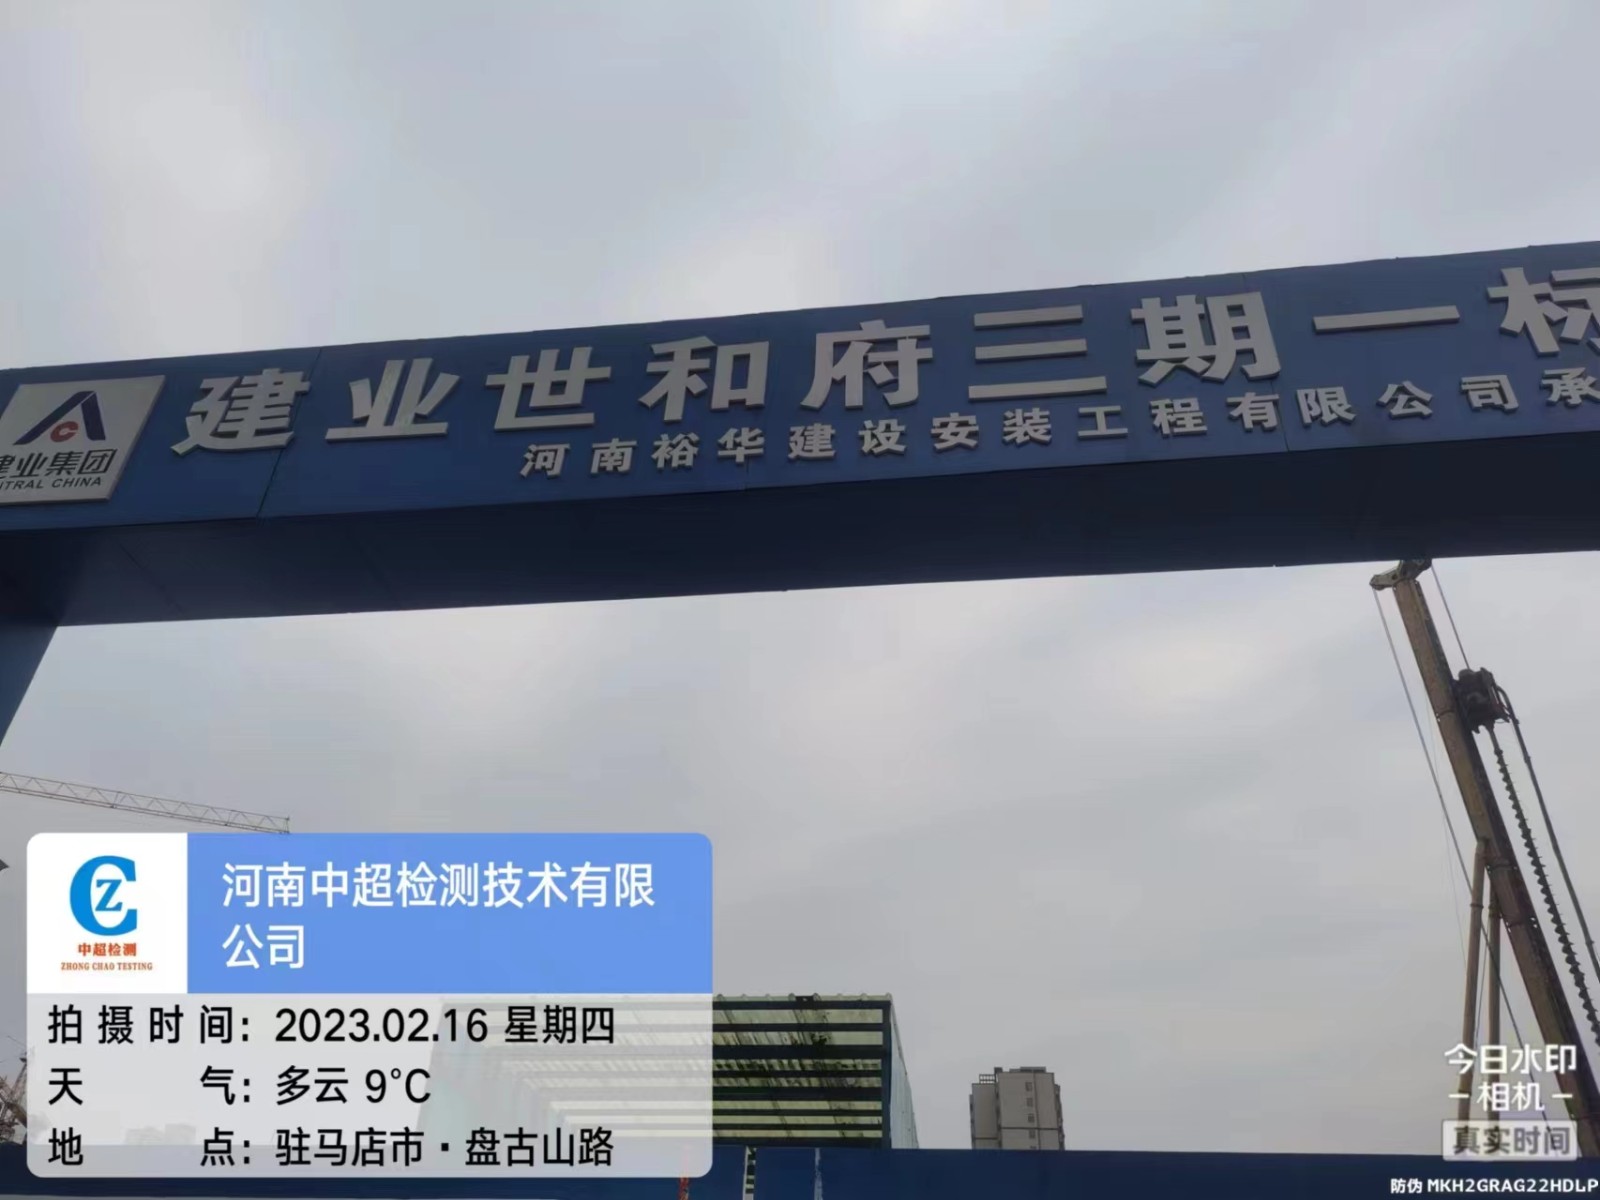 建业世和府三期一标
河南裕华建设安装工程有限公司承
建业集团
NTRAL CHINA
CZ
中超检测
ZHONG CHAO TESTING
河南中超检测技术有限
公司
拍摄时间：2023.02.16 星期四
天气：多云 9°C
地点：驻马店市·盘古山路
今日水印
相机
真实时间
防伪 MKH2GRAG22HDLP